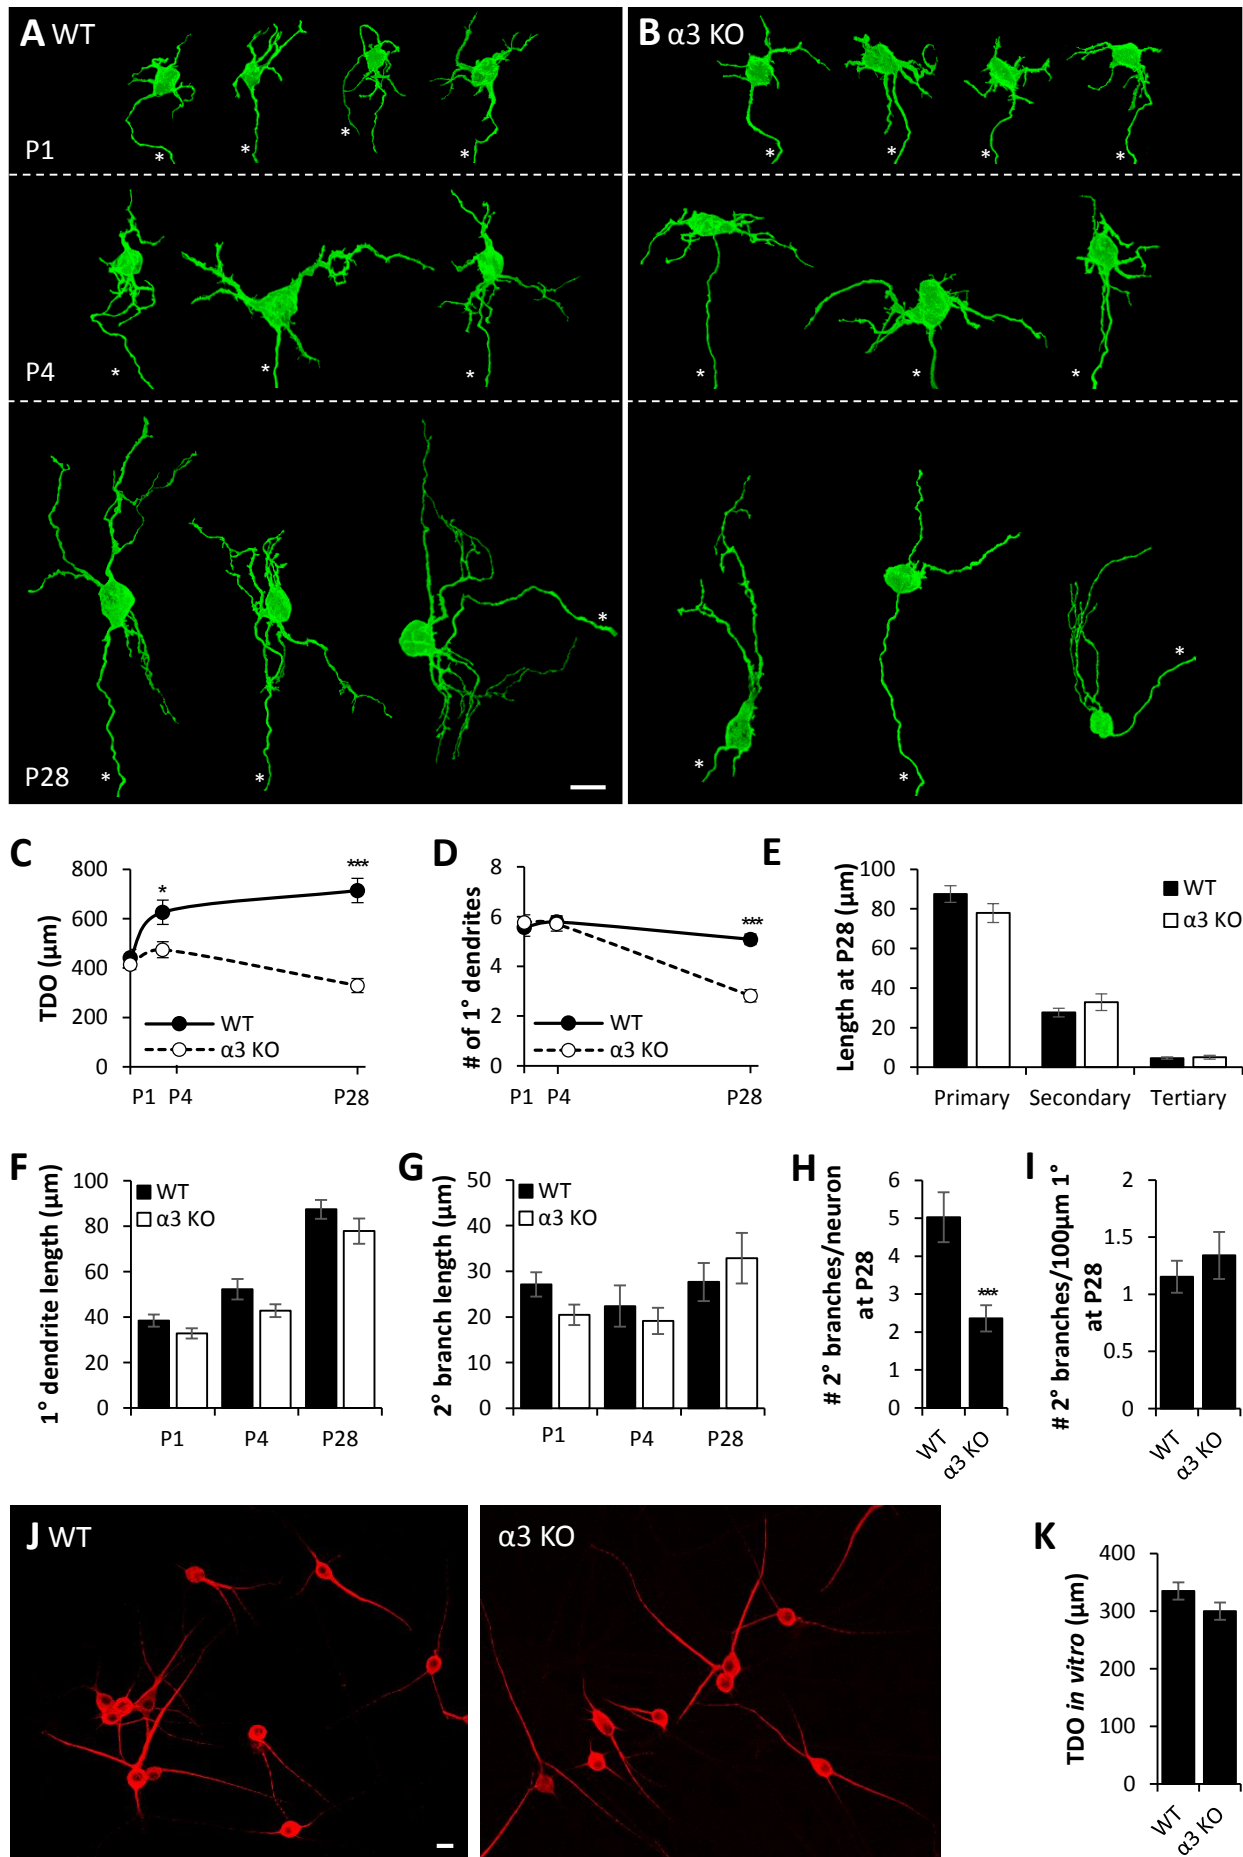 A WT
B α3 KO
* * * *
* * * *
P1
* * *
* * *
P4
* * *
* * *
P28
C
TDO (µm)
800
600
400
200
0
*
***
WT
α3 KO
P1 P4 P28
D
# of 1° dendrites
8
6
4
2
0
***
WT
α3 KO
P1 P4 P28
E
Length at P28 (µm)
100
80
60
40
20
0
WT
α3 KO
Primary Secondary Tertiary
F
1° dendrite length (µm)
100
80
60
40
20
0
WT
α3 KO
P1 P4 P28
G
2° branch length (µm)
50
40
30
20
10
0
WT
α3 KO
P1 P4 P28
H
# 2° branches/neuron
at P28
6
5
4
3
2
1
0
***
WT
α3 KO
I
# 2° branches/100µm 1°
at P28
2
1.5
1
0.5
0
WT
α3 KO
J WT
α3 KO
K
TDO in vitro (µm)
400
300
200
100
0
WT
α3 KO